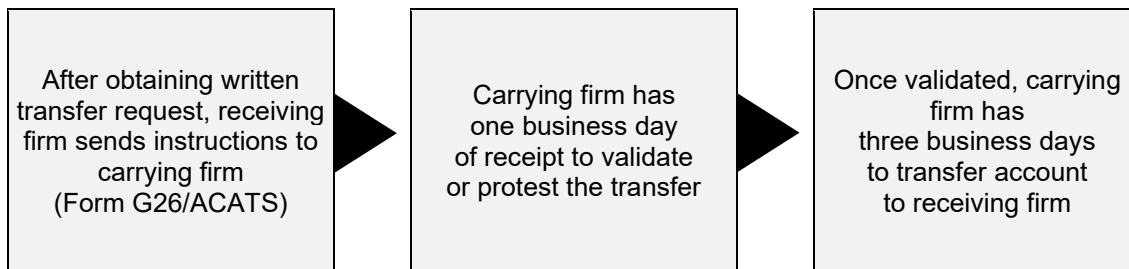 After obtaining written
transfer request, receiving
firm sends instructions to
carrying firm
(Form G26/ACATS)
Carrying firm has
one business day
of receipt to validate
or protest the transfer
Once validated, carrying
firm has
three business days
to transfer account
to receiving firm